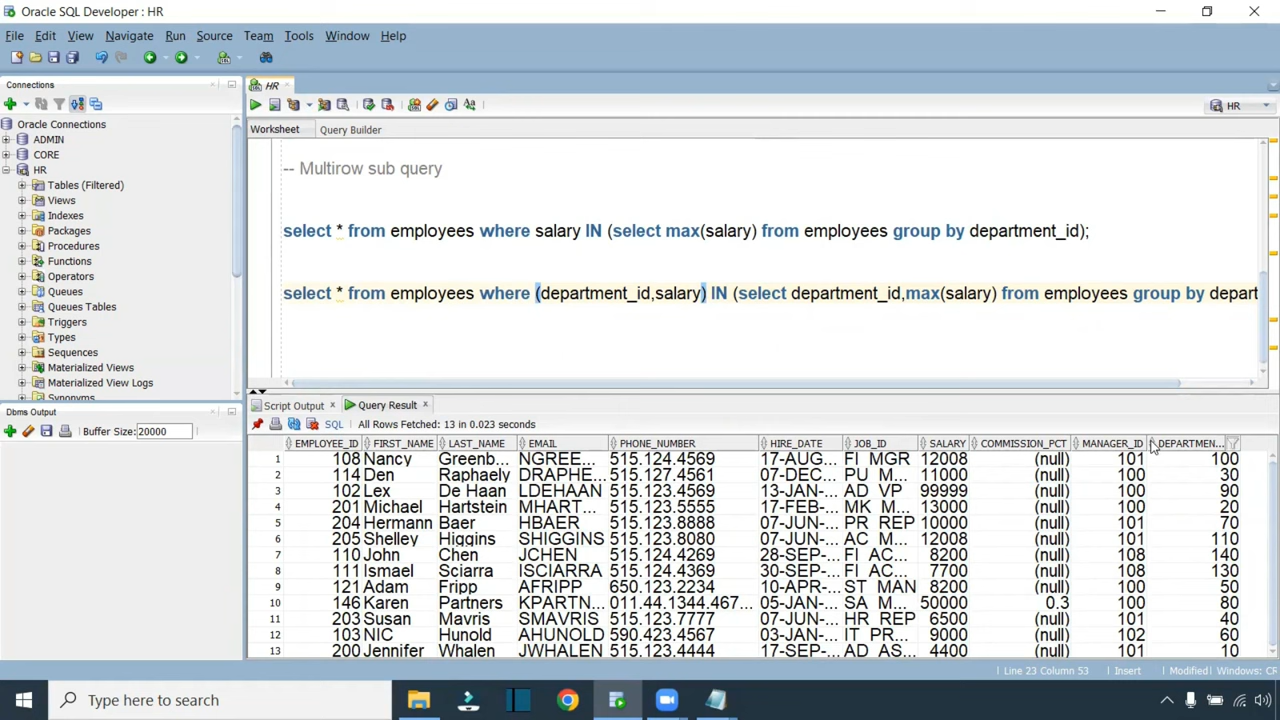 Oracle SQL Developer : HR
File Edit View Navigate Run Source Team Tools Window Help
Connections
HR
HR
Oracle Connections
Worksheet Query Builder
ADMIN
CORE
HR
Tables (Filtered)
Views
Indexes
Packages
Procedures
Functions
Operators
Queues
Queues Tables
Triggers
Types
Sequences
Materialized Views
Materialized View Logs
Synonyms
-- Multirow sub query
select * from employees where salary IN (select max(salary) from employees group by department_id);
select * from employees where (department_id,salary) IN (select department_id,max(salary) from employees group by depart
Dbms Output
Buffer Size: 20000
Script Output Query Result
SQL All Rows Fetched: 13 in 0.023 seconds
EMPLOYEE_ID FIRST_NAME LAST_NAME EMAIL PHONE_NUMBER HIRE_DATE JOB_ID SALARY COMMISSION_PCT MANAGER_ID DEPARTMEN...
1 108 Nancy Greenb... NGREE... 515.124.4569 17-AUG... FI_MGR 12008 (null) 101 100
2 114 Den Raphaely DRAPHE... 515.127.4561 07-DEC... PU_M... 11000 (null) 100 30
3 102 Lex De Haan LDEHAAN 515.123.4569 13-JAN-... AD_VP 99999 (null) 100 90
4 201 Michael Hartstein MHART... 515.123.5555 17-FEB-... MK_M... 13000 (null) 100 20
5 204 Hermann Baer HBAER 515.123.8888 07-JUN-... PR_REP 10000 (null) 101 70
6 205 Shelley Higgins SHIGGINS 515.123.8080 07-JUN-... AC_M... 12008 (null) 101 110
7 110 John Chen JCHEN 515.124.4269 28-SEP-... FI_AC... 8200 (null) 108 140
8 111 Ismael Sciarra ISCIARRA 515.124.4369 30-SEP-... FI_AC... 7700 (null) 108 130
9 121 Adam Fripp AFRIPP 650.123.2234 10-APR-... ST_MAN 8200 (null) 100 50
10 146 Karen Partners KPARTN... 011.44.1344.467... 05-JAN-... SA_M... 50000 0.3 100 80
11 203 Susan Mavris SMAVRIS 515.123.7777 07-JUN-... HR_REP 6500 (null) 101 40
12 103 NIC Hunold AHUNOLD 590.423.4567 03-JAN-... IT_PR... 9000 (null) 102 60
13 200 Jennifer Whalen JWHALEN 515.123.4444 17-SEP-... AD_AS... 4400 (null) 101 10
Line 23 Column 53 Insert Modified Windows: CR
Type here to search